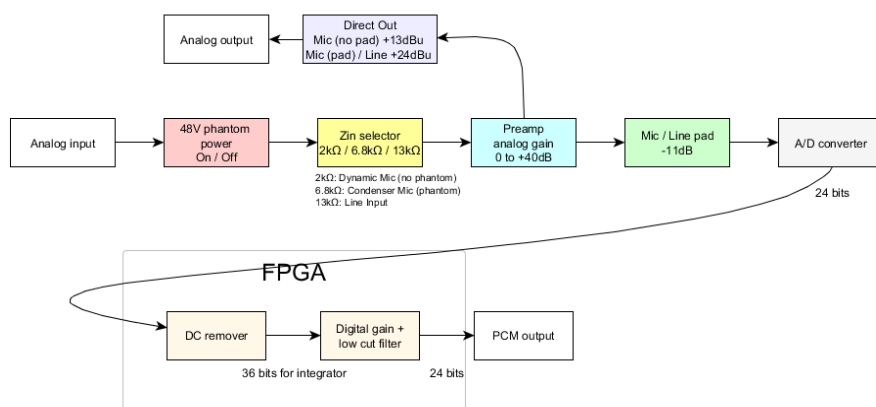 Direct Out
Mic (no pad) +13dBu
Mic (pad) / Line +24dBu
Analog output
Analog input
48V phantom
power
On / Off
Zin selector
2kΩ / 6.8kΩ / 13kΩ
Preamp
analog gain
0 to +40dB
Mic / Line pad
-11dB
A/D converter
2kΩ: Dynamic Mic (no phantom)
6.8kΩ: Condenser Mic (phantom)
13kΩ: Line Input
24 bits
FPGA
DC remover
Digital gain +
low cut filter
PCM output
36 bits for integrator
24 bits